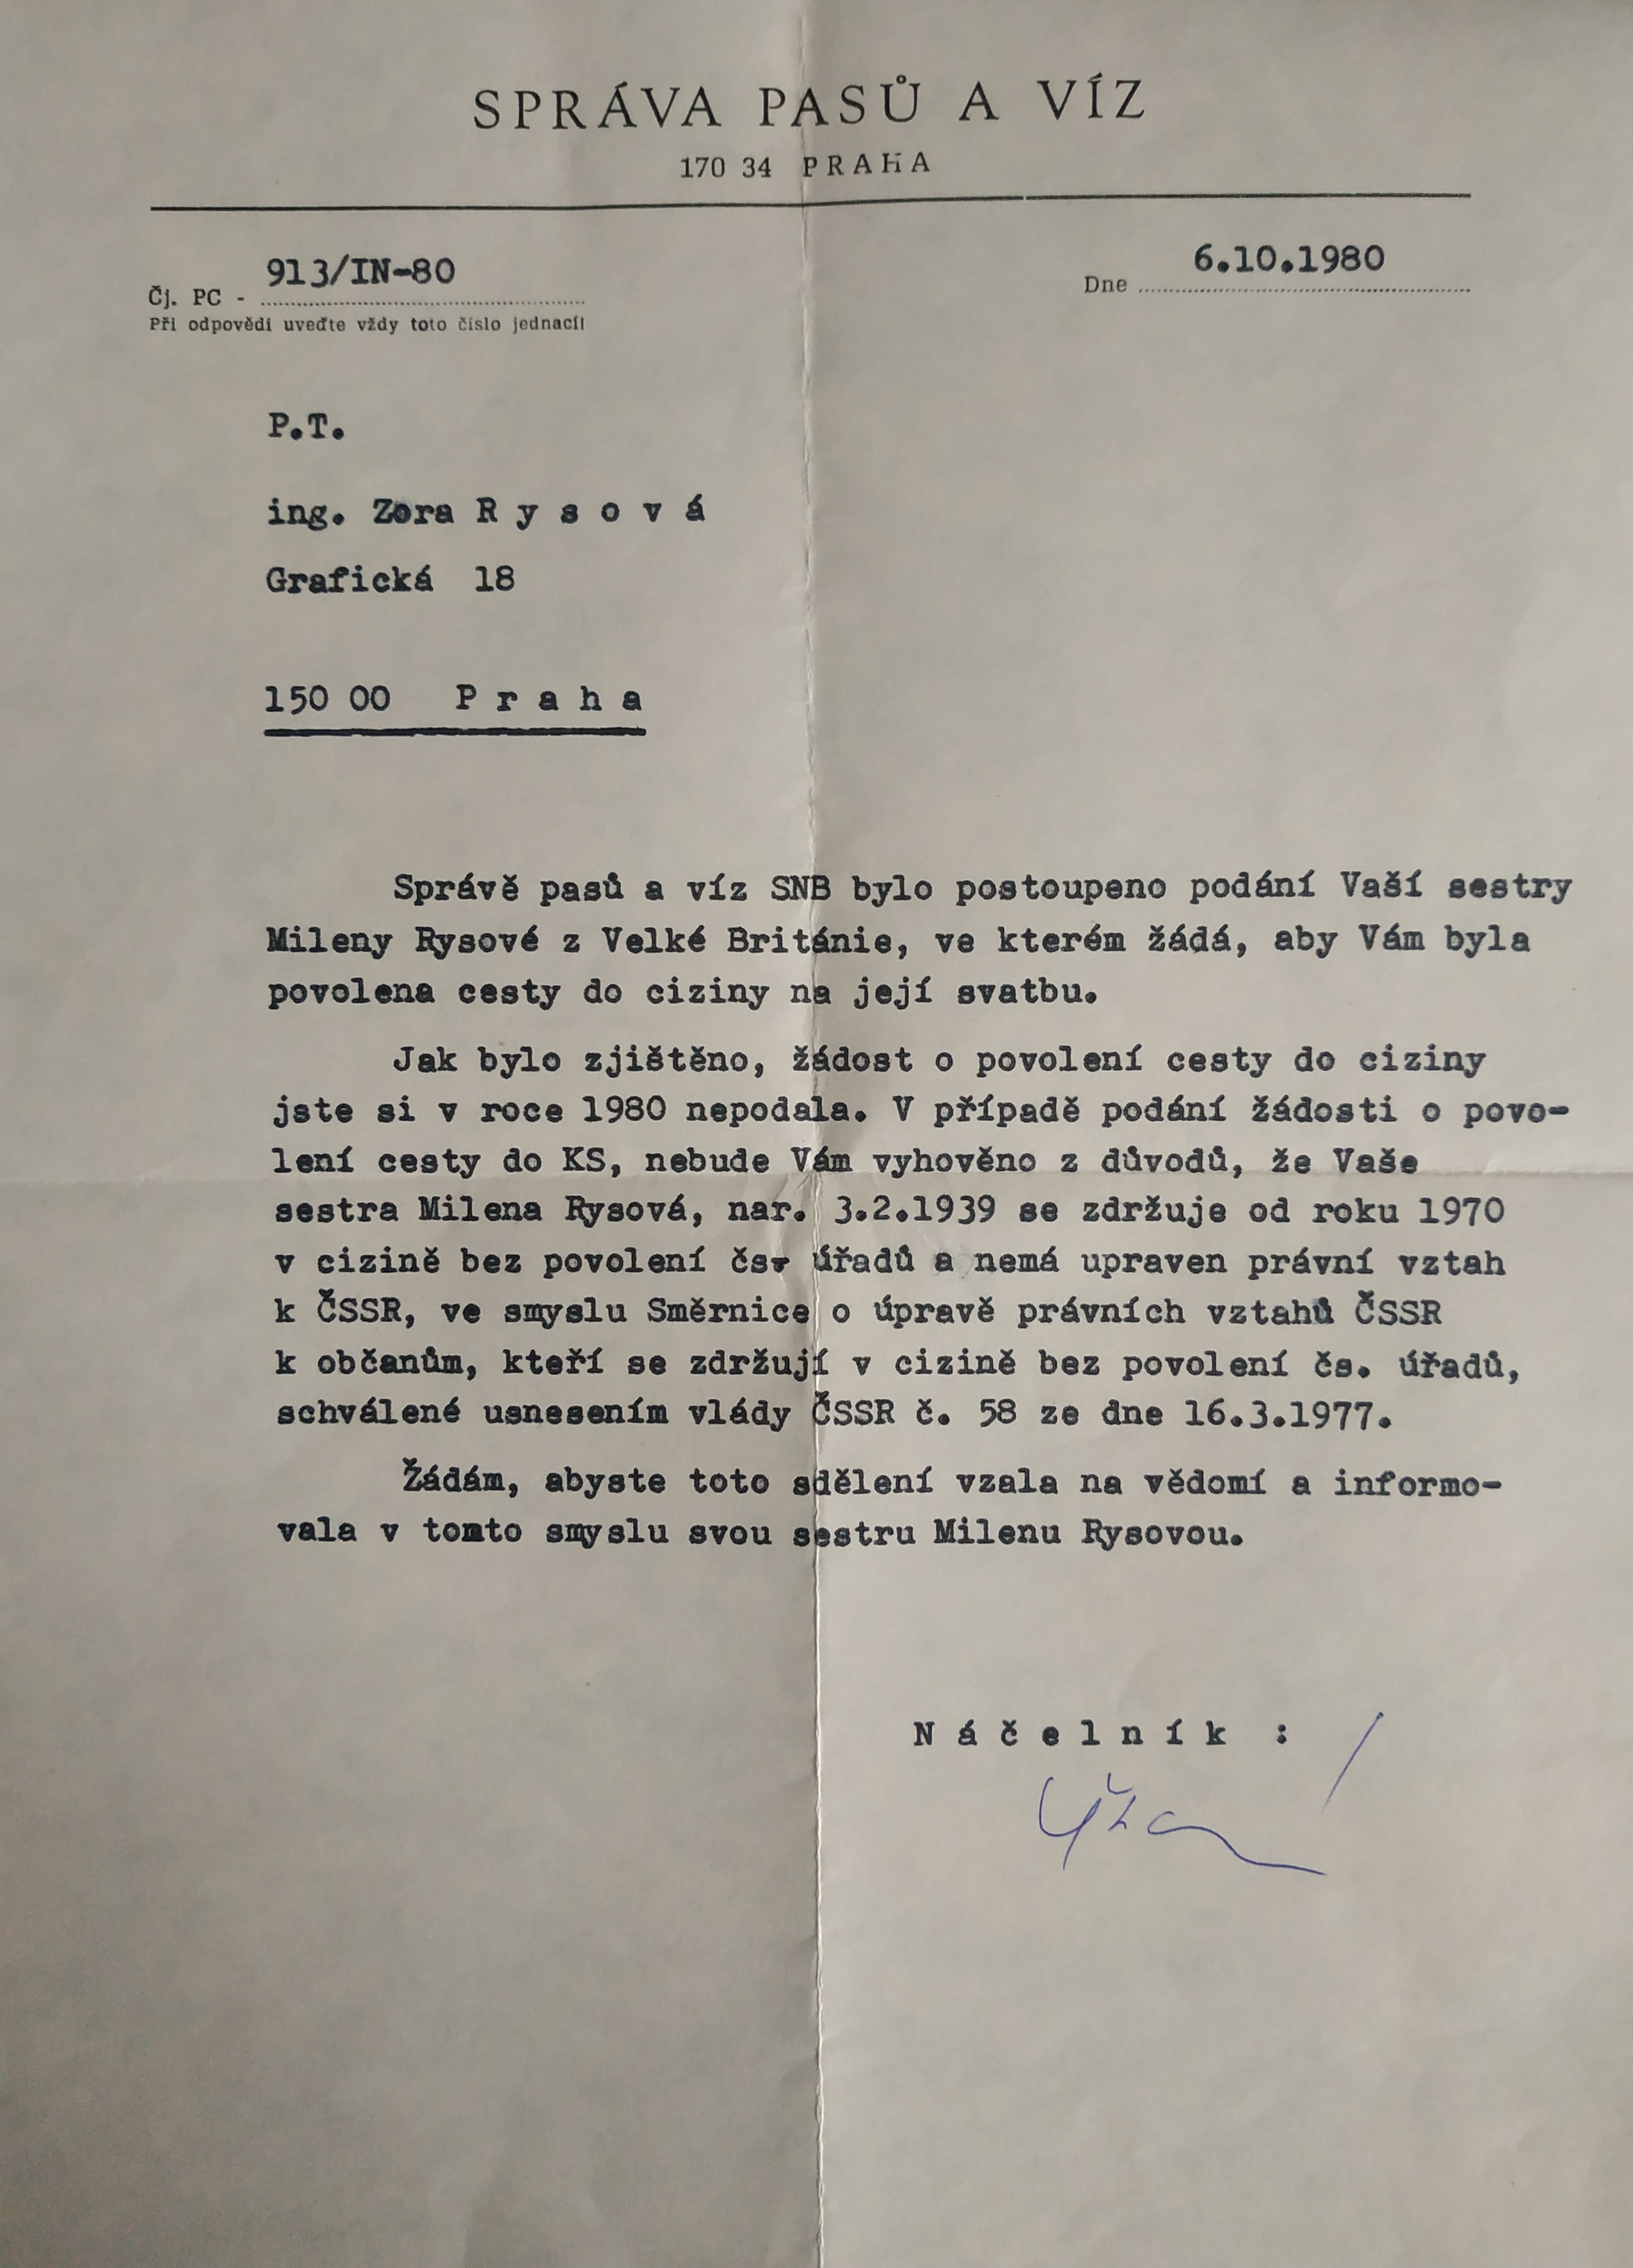 SPRÁVA PASŮ A VÍZ
170 34 PRAHA
913/IN-80
6.10.1980
Čj. PC -
Dne
Při odpovědi uveďte vždy toto číslo jednací!
P.T.
ing. Zora R y s o v á
Grafická 18
150 00 P r a h a
Správě pasů a víz SNB bylo postoupeno podání Vaší sestry
Mileny Rysové z Velké Británie, ve kterém žádá, aby Vám byla
povolena cesty do ciziny na její svatbu.
Jak bylo zjištěno, žádost o povolení cesty do ciziny
jste si v roce 1980 nepodala. V případě podání žádosti o povo-
lení cesty do KS, nebude Vám vyhověno z důvodů, že Vaše
sestra Milena Rysová, nar. 3.2.1939 se zdržuje od roku 1970
v cizině bez povolení čs. úřadů a nemá upraven právní vztah
k ČSSR, ve smyslu Směrnice o úpravě právních vztahů ČSSR
k občanům, kteří se zdržují v cizině bez povolení čs. úřadů,
schválené usnesením vlády ČSSR č. 58 ze dne 16.3.1977.
Žádám, abyste toto sdělení vzala na vědomí a informo-
vala v tomto smyslu svou sestru Milenu Rysovou.
N á č e l n í k :